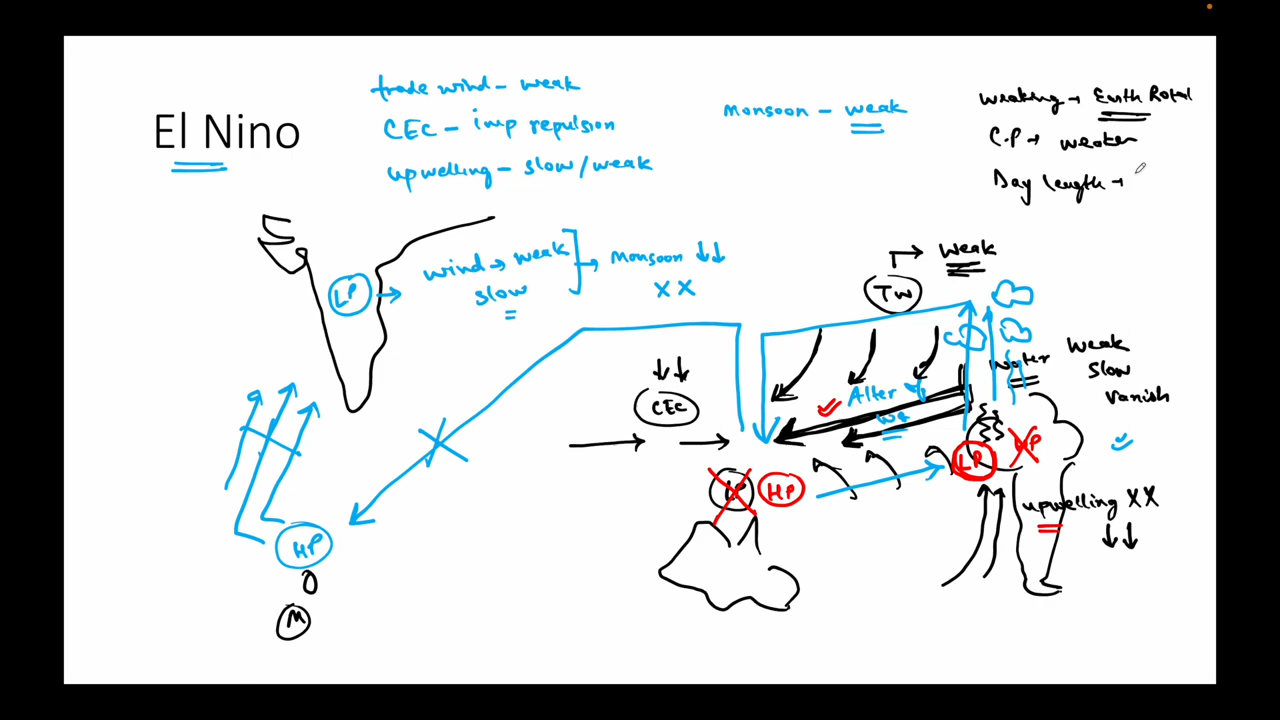 El Nino
trade wind - weak
CEC - imp repulsion
upwelling - slow/weak
Monsoon - weak
weaking → Earth Rotat
C.P → weaker
Day length →
LP → wind → weak
slow
=
→ Monsoon ↓↓
X X
TW
→ weak
CEC
↓↓
Alter
water
weak
slow
vanish
LP
HP
HP
upwelling X X
↓↓
HP
M